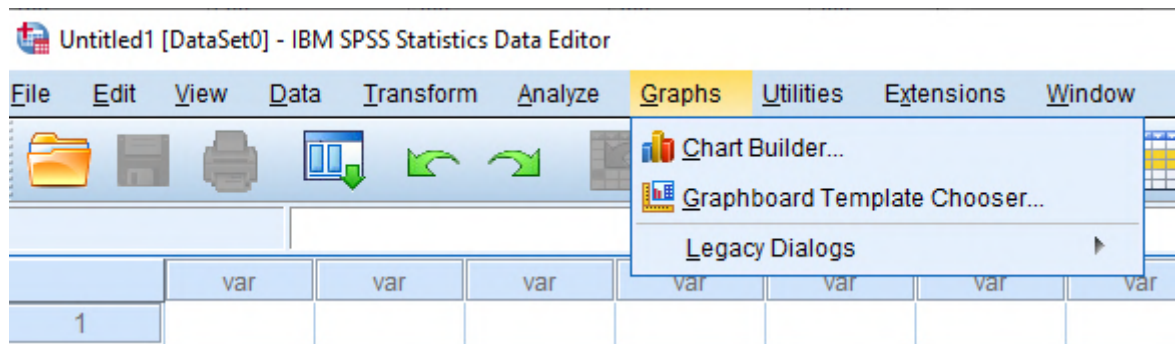 Untitled1 [DataSet0] - IBM SPSS Statistics Data Editor
File Edit View Data Transform Analyze Graphs Utilities Extensions Window
Chart Builder...
Graphboard Template Chooser...
Legacy Dialogs
var var var var var var var
1